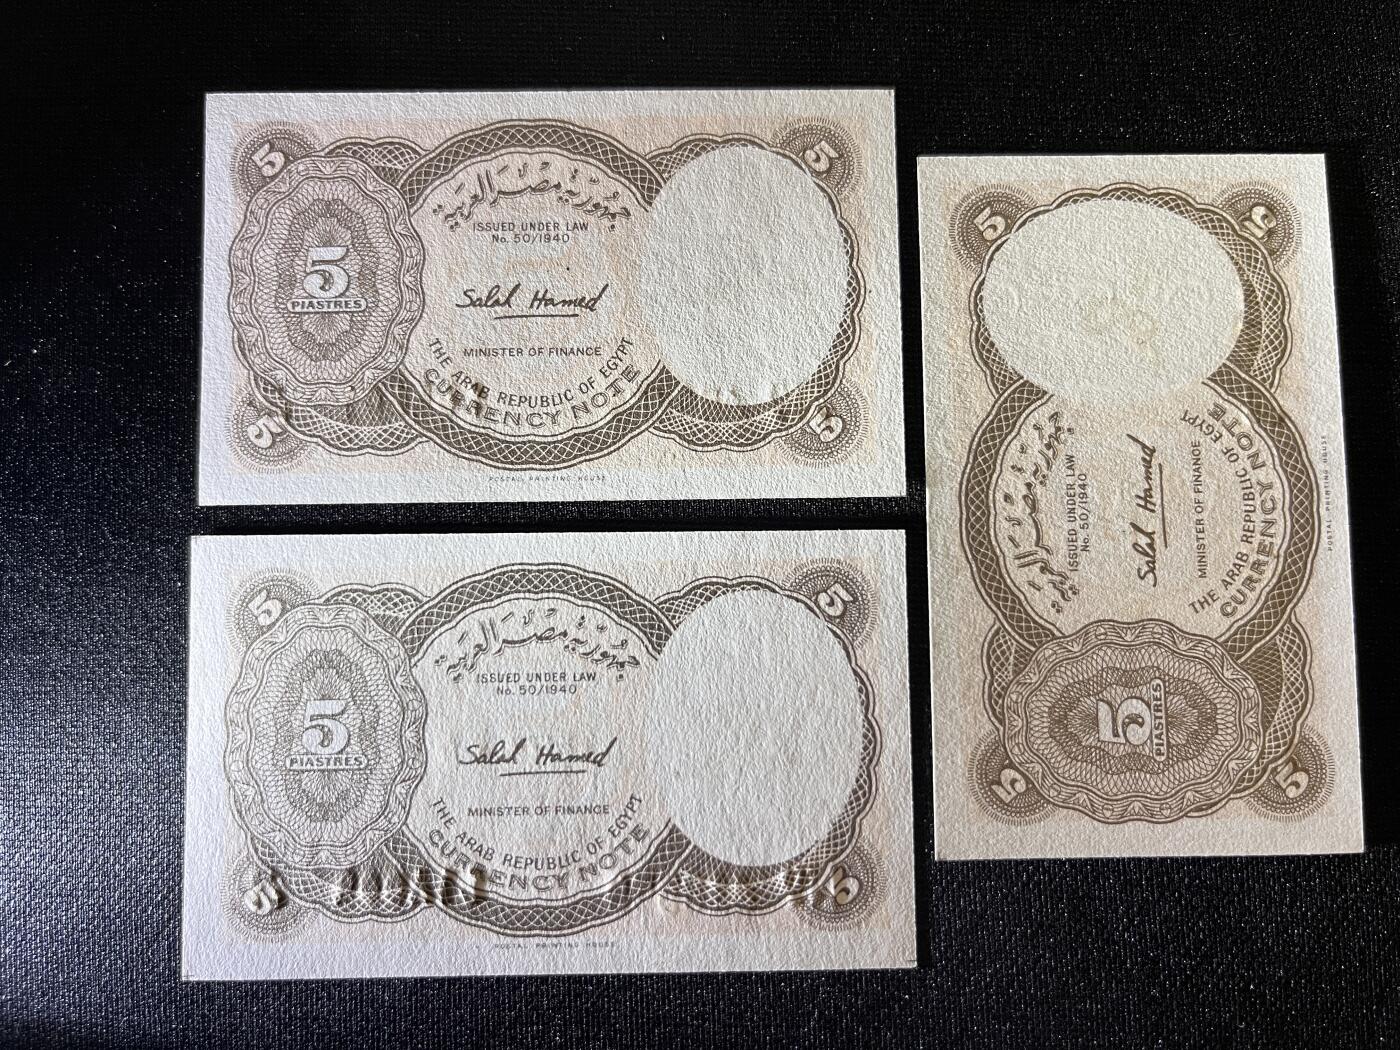 5
5
جمهورية مصر العربية
ISSUED UNDER LAW
No. 50/1940
5
PIASTRES
Salah Hamed
MINISTER OF FINANCE
THE ARAB REPUBLIC OF EGYPT
CURRENCY NOTE
5
5
POSTAL PRINTING HOUSE
5
5
جمهورية مصر العربية
ISSUED UNDER LAW
No. 50/1940
5
PIASTRES
Salah Hamed
MINISTER OF FINANCE
THE ARAB REPUBLIC OF EGYPT
CURRENCY NOTE
5
5
POSTAL PRINTING HOUSE
5
5
جمهورية مصر العربية
ISSUED UNDER LAW
No. 50/1940
5
PIASTRES
Salah Hamed
MINISTER OF FINANCE
THE ARAB REPUBLIC OF EGYPT
CURRENCY NOTE
5
5
POSTAL PRINTING HOUSE